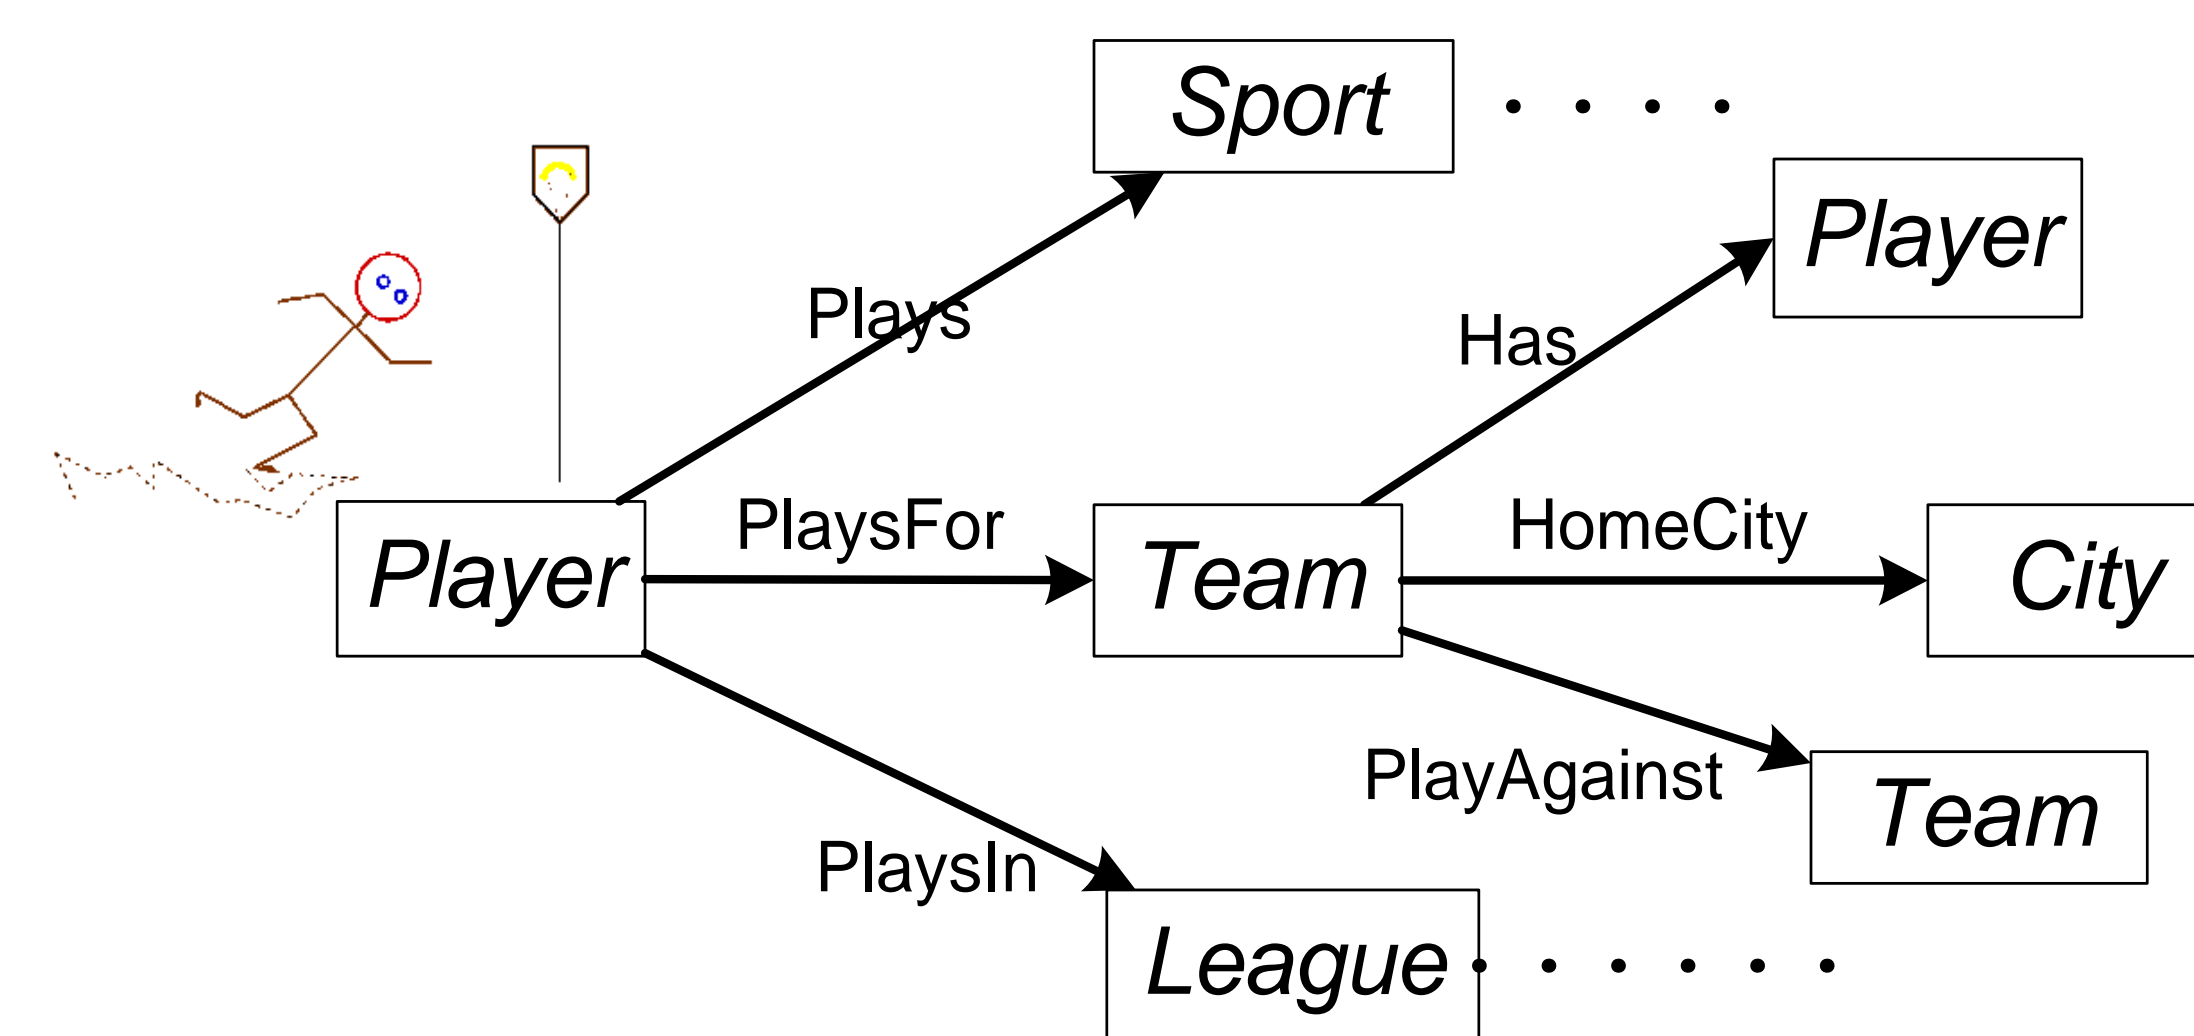 Sport . . . .
Player
Plays
Has
Player
PlaysFor
Team
HomeCity
City
PlayAgainst
Team
PlaysIn
League . . . . . .